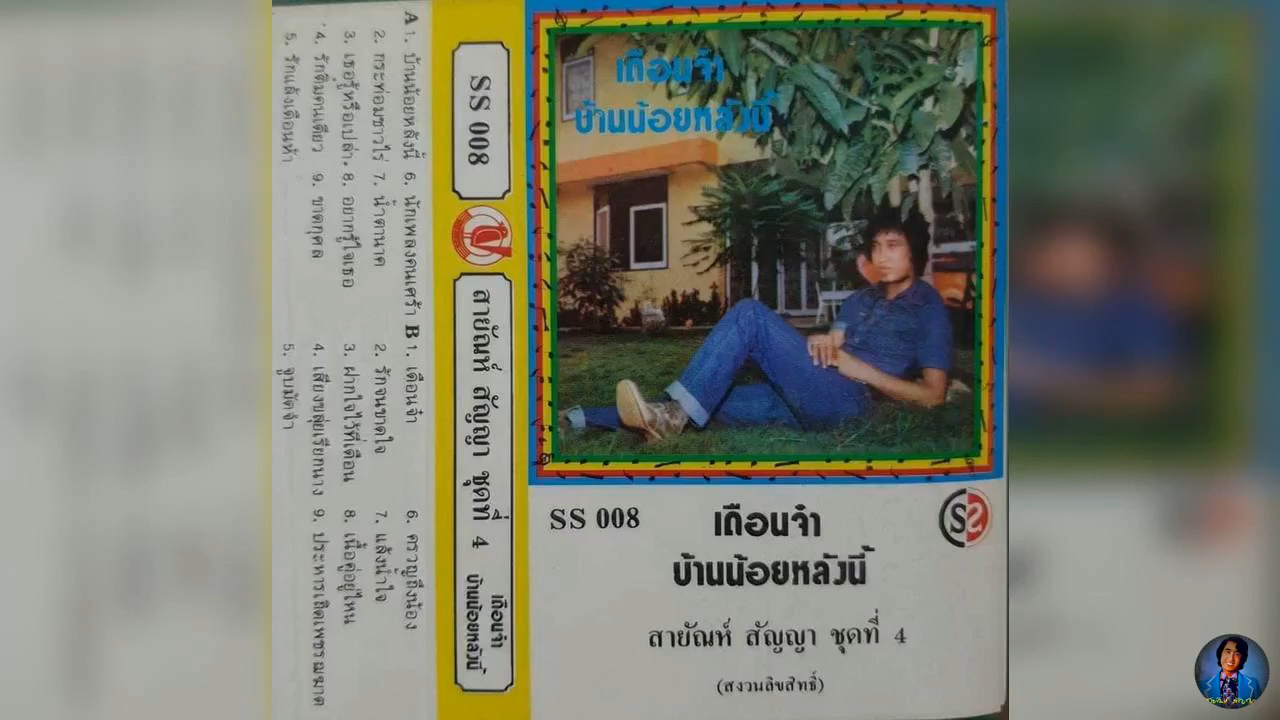 A 1. บ้านน้อยหลังนี้ 6. นักเพลงคนเศร้า
2. กระท่อมชาวไร่ 7. น้ำตานาค
3. เธอรู้หรือเปล่า 8. อยากรู้ใจเธอ
4. รักติ๋มคนเดียว 9. ขาดกุศล
5. รักแล้งเดือนห้า
B 1. เดือนจ๋า 6. ครวญถึงน้อง
2. รักจนขาดใจ 7. แล้งน้ำใจ
3. ฝากใจไว้ที่เดือน 8. เนื้อคู่อยู่ไหน
4. เสียงขลุ่ยเรียกนาง 9. ประหารเถิดเพชรฌฆาต
5. จูบมัดจำ
SS 008
สายัณห์ สัญญา ชุดที่ 4
เดือนจ๋า
บ้านน้อยหลังนี้
เดือนจ๋า
บ้านน้อยหลังนี้
SS 008
เดือนจ๋า
บ้านน้อยหลังนี้
สายัณห์ สัญญา ชุดที่ 4
(สงวนลิขสิทธิ์)